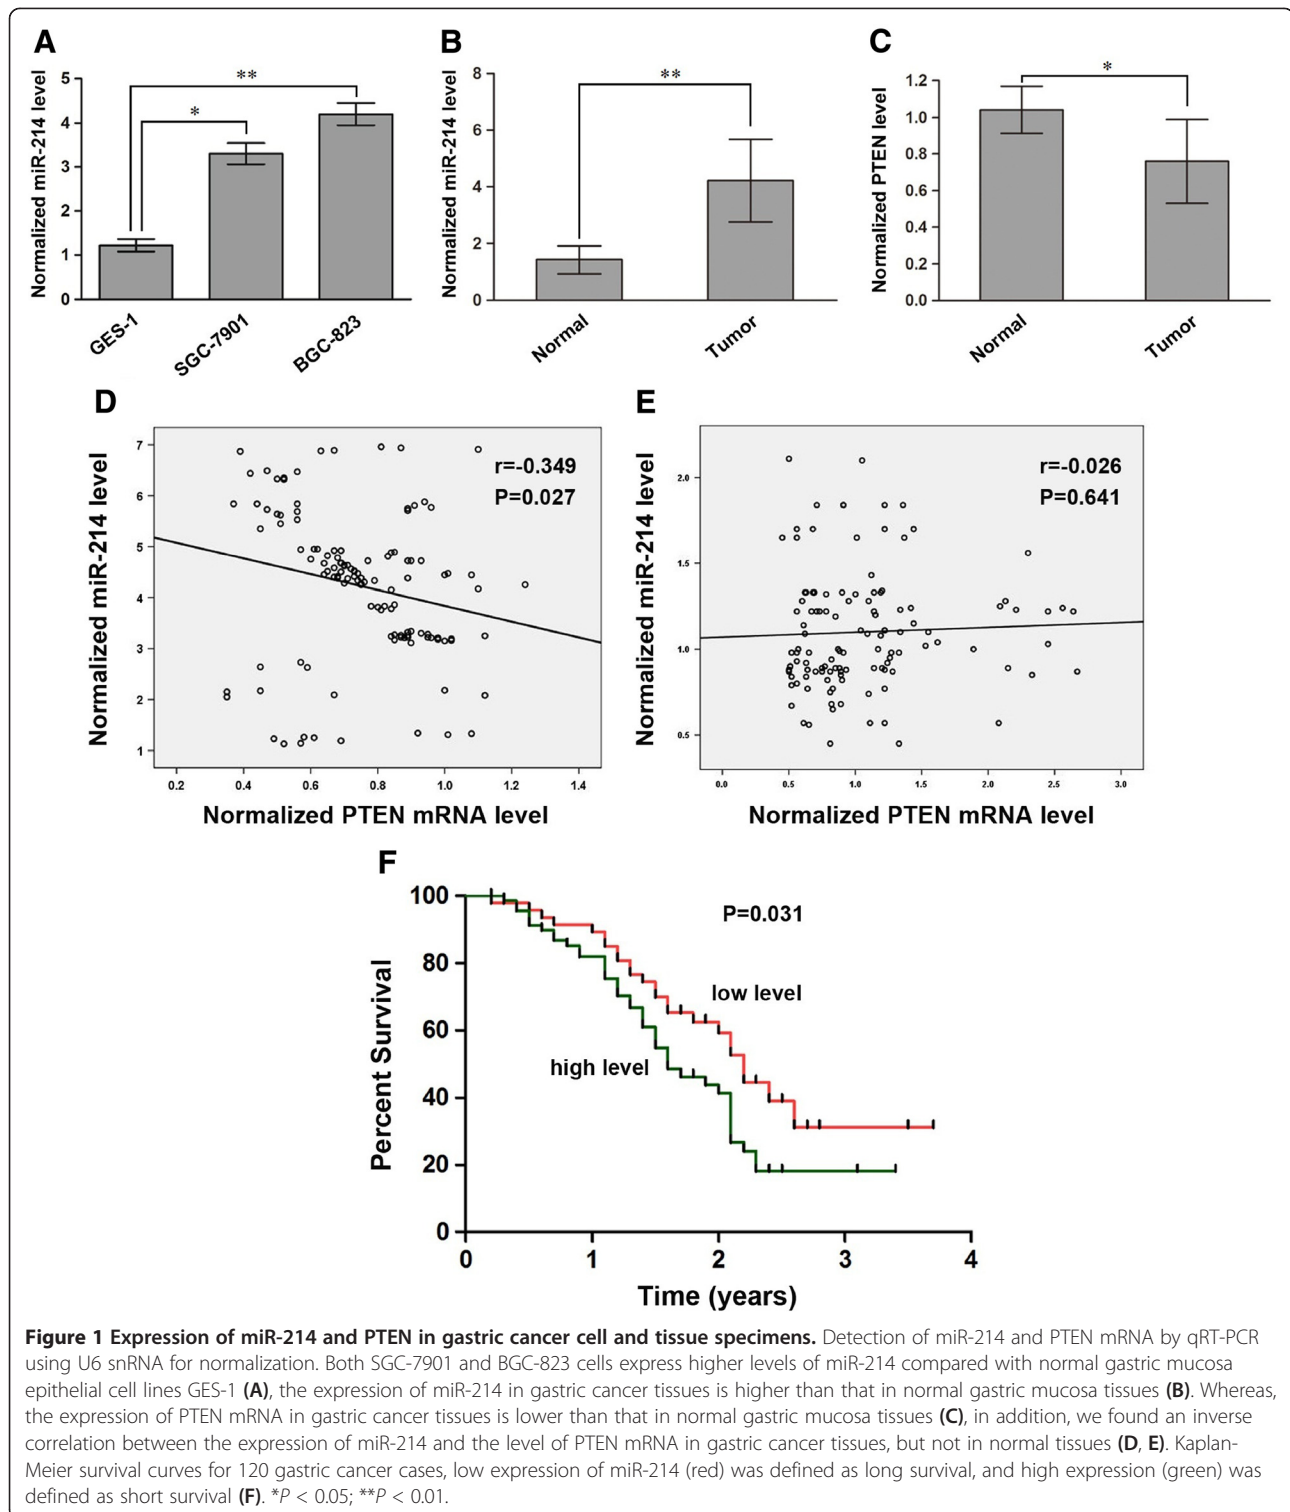 A
B
C
Normalized miR-214 level
5
4
3
2
1
0
**
*
GES-1
SGC-7901
BGC-823
Normalized miR-214 level
8
6
4
2
0
**
Normal
Tumor
Normalized PTEN level
1.2
1.0
0.8
0.6
0.4
0.2
0.0
*
Normal
Tumor
D
Normalized miR-214 level
7
6
5
4
3
2
1
r=-0.349
P=0.027
0.2 0.4 0.6 0.8 1.0 1.2 1.4
Normalized PTEN mRNA level
E
Normalized miR-214 level
2.0
1.5
1.0
0.5
r=-0.026
P=0.641
0.0 0.5 1.0 1.5 2.0 2.5 3.0
Normalized PTEN mRNA level
F
Percent Survival
100
80
60
40
20
0
P=0.031
low level
high level
0 1 2 3 4
Time (years)
Figure 1 Expression of miR-214 and PTEN in gastric cancer cell and tissue specimens. Detection of miR-214 and PTEN mRNA by qRT-PCR
using U6 snRNA for normalization. Both SGC-7901 and BGC-823 cells express higher levels of miR-214 compared with normal gastric mucosa
epithelial cell lines GES-1 (A), the expression of miR-214 in gastric cancer tissues is higher than that in normal gastric mucosa tissues (B). Whereas,
the expression of PTEN mRNA in gastric cancer tissues is lower than that in normal gastric mucosa tissues (C), in addition, we found an inverse
correlation between the expression of miR-214 and the level of PTEN mRNA in gastric cancer tissues, but not in normal tissues (D, E). Kaplan-
Meier survival curves for 120 gastric cancer cases, low expression of miR-214 (red) was defined as long survival, and high expression (green) was
defined as short survival (F). *P < 0.05; **P < 0.01.